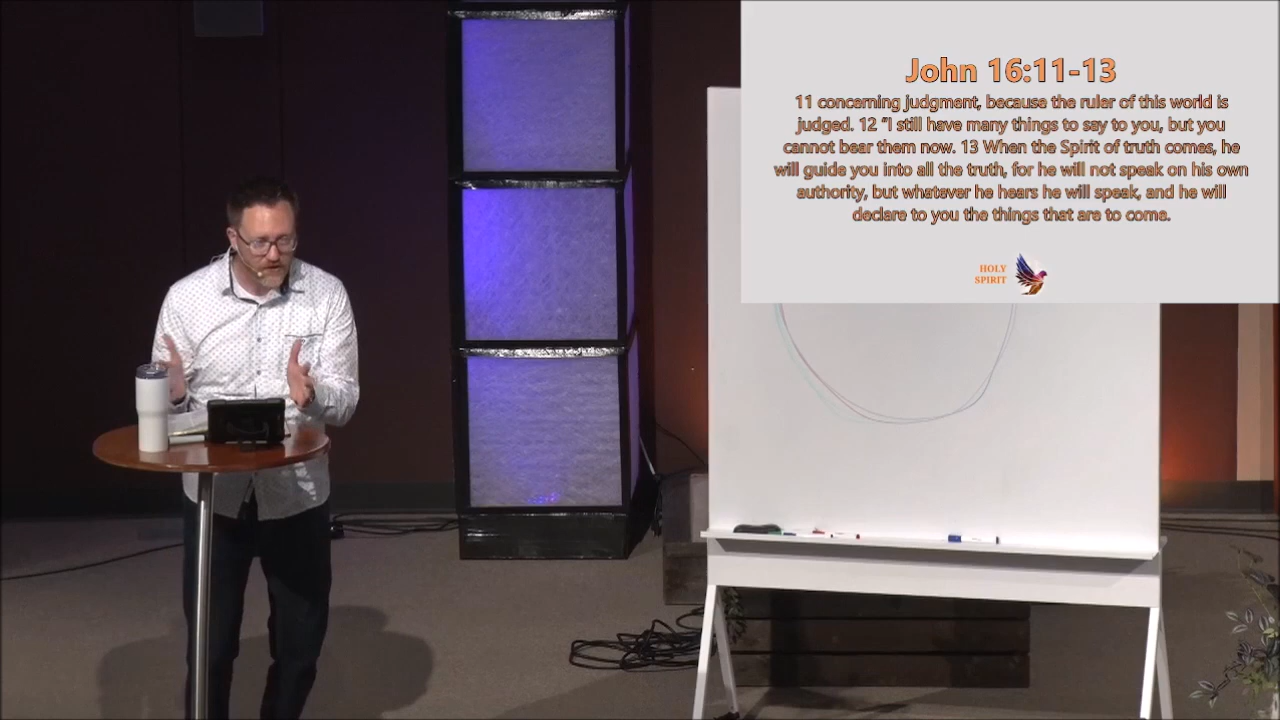 John 16:11-13
11 concerning judgment, because the ruler of this world is
judged. 12 "I still have many things to say to you, but you
cannot bear them now. 13 When the Spirit of truth comes, he
will guide you into all the truth, for he will not speak on his own
authority, but whatever he hears he will speak, and he will
declare to you the things that are to come.
HOLY
SPIRIT